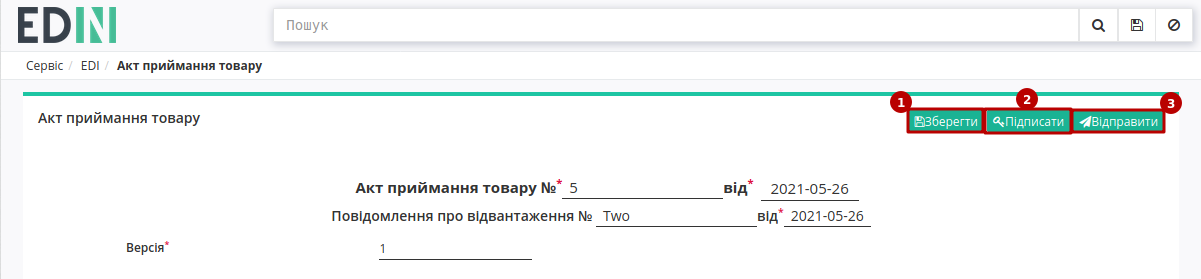 EDIN
Пошук
Сервіс / EDI / Акт приймання товару
1 2 3
Акт приймання товару Зберегти Підписати Відправити
Акт приймання товару №* 5 від* 2021-05-26
Повідомлення про відвантаження № Two від* 2021-05-26
Версія* 1